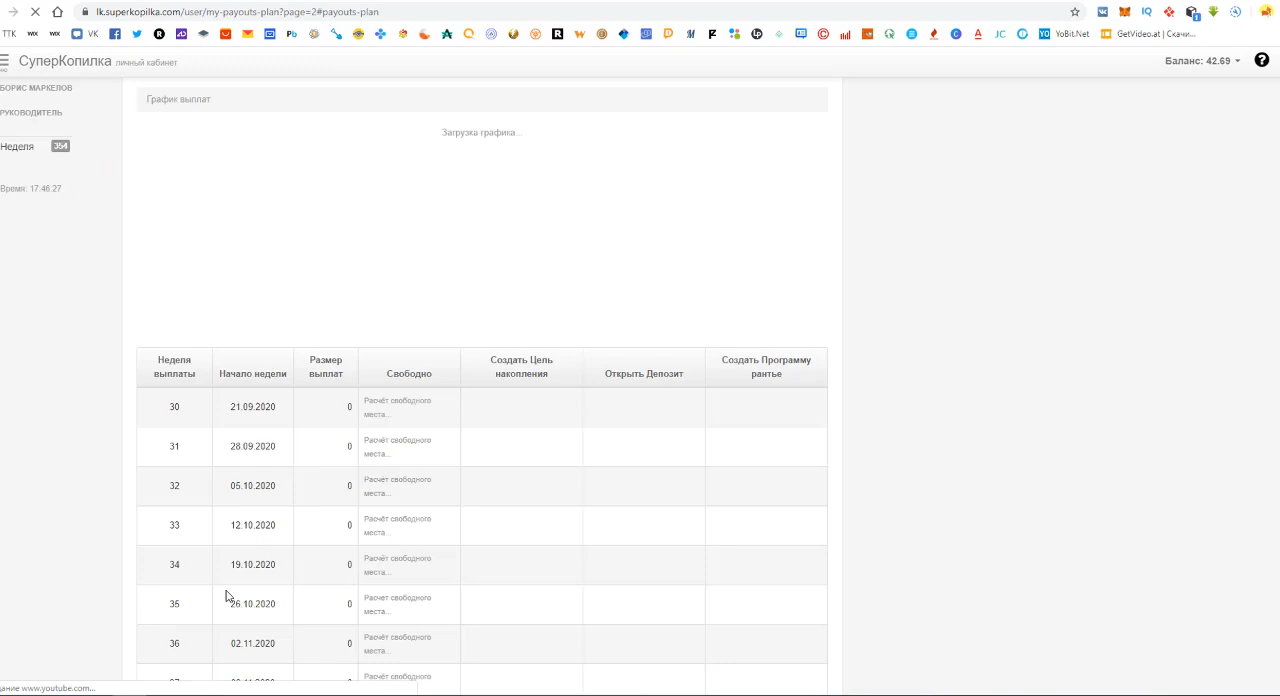 lk.superkopilka.com/user/my-payouts-plan?page=2#payouts-plan
ТТК VK YoBit.Net GetVideo.at | Скачи...
СуперКопилка личный кабинет
Баланс: 42.69
БОРИС МАРКЕЛОВ
РУКОВОДИТЕЛЬ
Неделя 354
Время: 17:46:27
График выплат
Загрузка графика...
Неделя выплаты Начало недели Размер выплат Свободно Создать Цель накопления Открыть Депозит Создать Программу рантье
30 21.09.2020 0 Расчёт свободного места...
31 28.09.2020 0 Расчёт свободного места...
32 05.10.2020 0 Расчёт свободного места...
33 12.10.2020 0 Расчёт свободного места...
34 19.10.2020 0 Расчёт свободного места...
35 26.10.2020 0 Расчёт свободного места...
36 02.11.2020 0 Расчёт свободного места...
Расчёт свободного
www.youtube.com...